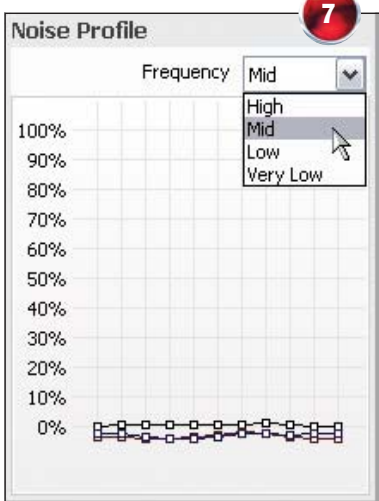 7
Noise Profile
Frequency Mid
High
Mid
Low
Very Low
100%
90%
80%
70%
60%
50%
40%
30%
20%
10%
0%